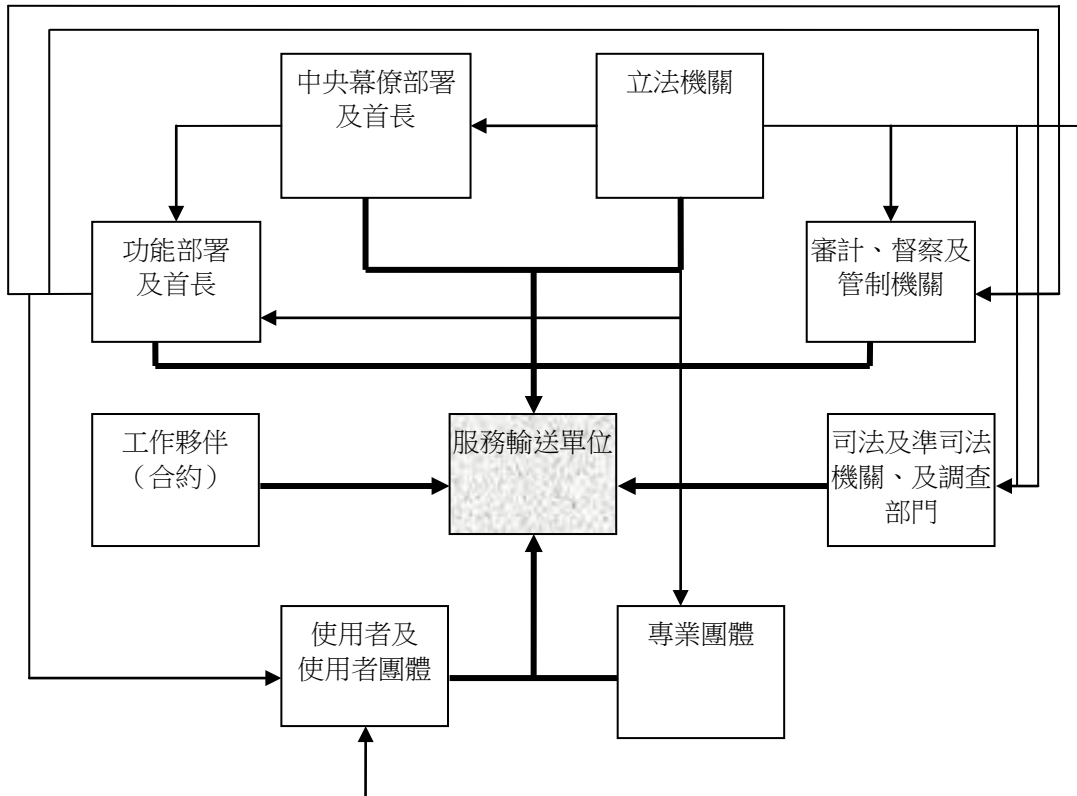 中央幕僚部署
及首長
立法機關
功能部署
及首長
審計、督察及
管制機關
工作夥伴
（合約）
服務輸送單位
司法及準司法
機關、及調查
部門
使用者及
使用者團體
專業團體